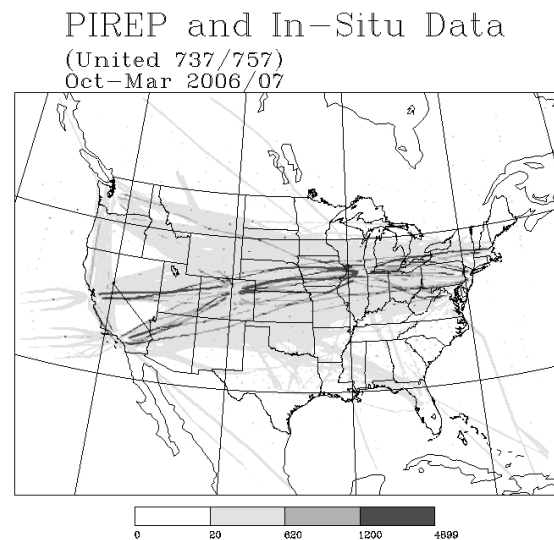 PIREP and In-Situ Data
(United 737/757)
Oct-Mar 2006/07
0 20 620 1200 4899